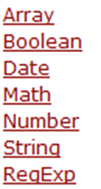 Array
Boolean
Date
Math
Number
String
RegExp